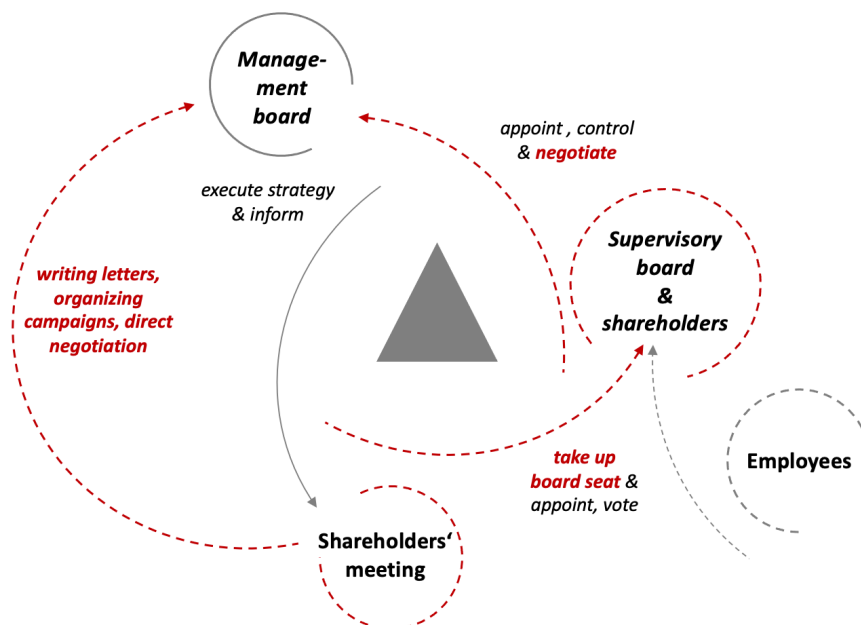 Manage-
ment
board
appoint , control
& negotiate
execute strategy
& inform
Supervisory
board
&
shareholders
writing letters,
organizing
campaigns, direct
negotiation
take up
board seat &
appoint, vote
Employees
Shareholders‘
meeting